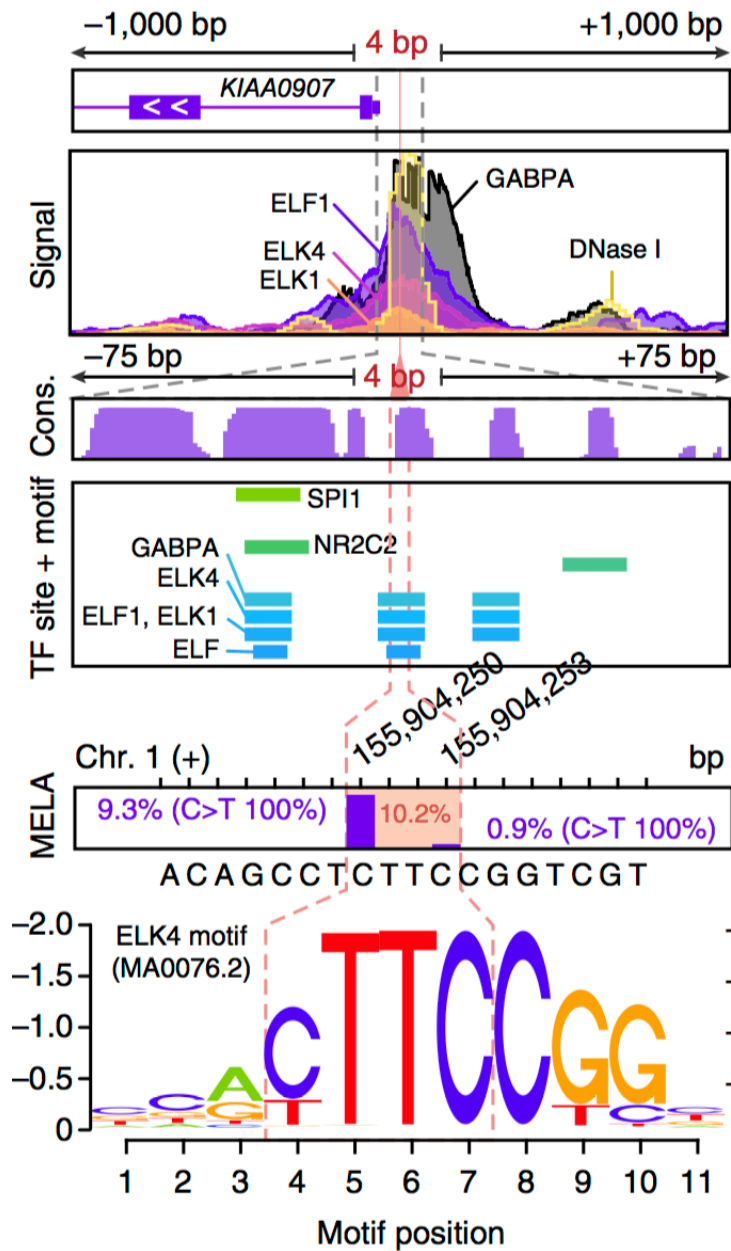 –1,000 bp 4 bp +1,000 bp
KIAA0907
<<
Signal
ELF1
ELK4
ELK1
GABPA
DNase I
–75 bp 4 bp +75 bp
Cons.
TF site + motif
SPI1
NR2C2
GABPA
ELK4
ELF1, ELK1
ELF
155,904,250
155,904,253
Chr. 1 (+) bp
MELA
9.3% (C>T 100%) 10.2% 0.9% (C>T 100%)
ACAGCCTCTTCCGGTCGT
ELK4 motif
(MA0076.2)
–2.0
–1.5
–1.0
–0.5
0
A C T T C C G G
1 2 3 4 5 6 7 8 9 10 11
Motif position